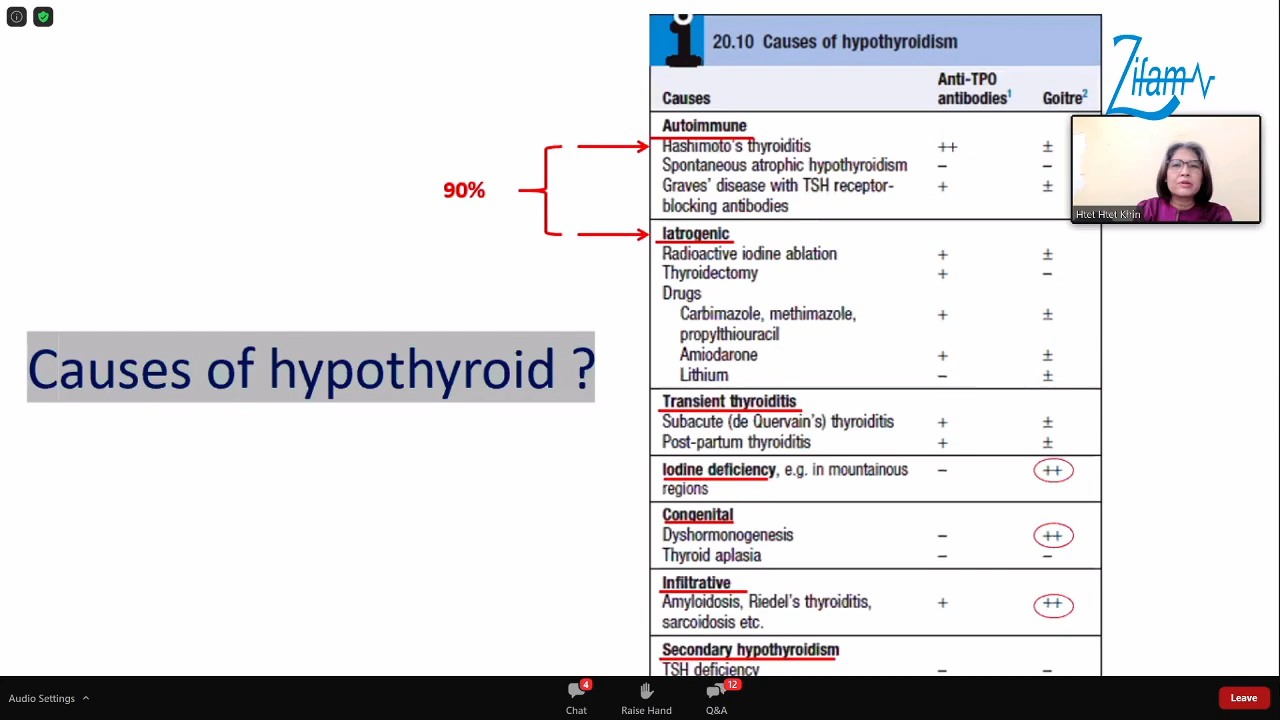 20.10 Causes of hypothyroidism
Zifam
Anti-TPO
Causes antibodies¹ Goitre²
Autoimmune
Hashimoto's thyroiditis ++ ±
Spontaneous atrophic hypothyroidism – –
Graves' disease with TSH receptor- + ±
blocking antibodies
90%
Htet Htet Khin
Iatrogenic
Radioactive iodine ablation + ±
Thyroidectomy + –
Drugs
Carbimazole, methimazole, + ±
propylthiouracil
Amiodarone + ±
Lithium – ±
Causes of hypothyroid ?
Transient thyroiditis
Subacute (de Quervain's) thyroiditis + ±
Post-partum thyroiditis + ±
Iodine deficiency, e.g. in mountainous – ++
regions
Congenital
Dyshormonogenesis – ++
Thyroid aplasia – –
Infiltrative
Amyloidosis, Riedel's thyroiditis, + ++
sarcoidosis etc.
Secondary hypothyroidism
TSH deficiency – –
Audio Settings
4
Chat
Raise Hand
12
Q&A
Leave